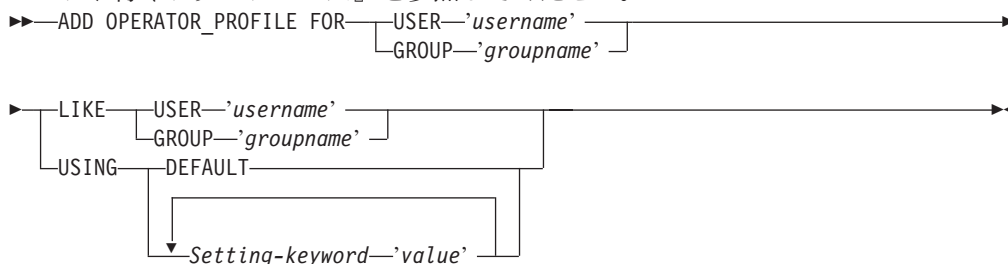 ADD OPERATOR_PROFILE FOR USER 'username'
GROUP 'groupname'
LIKE USER 'username'
GROUP 'groupname'
USING DEFAULT
Setting-keyword 'value'